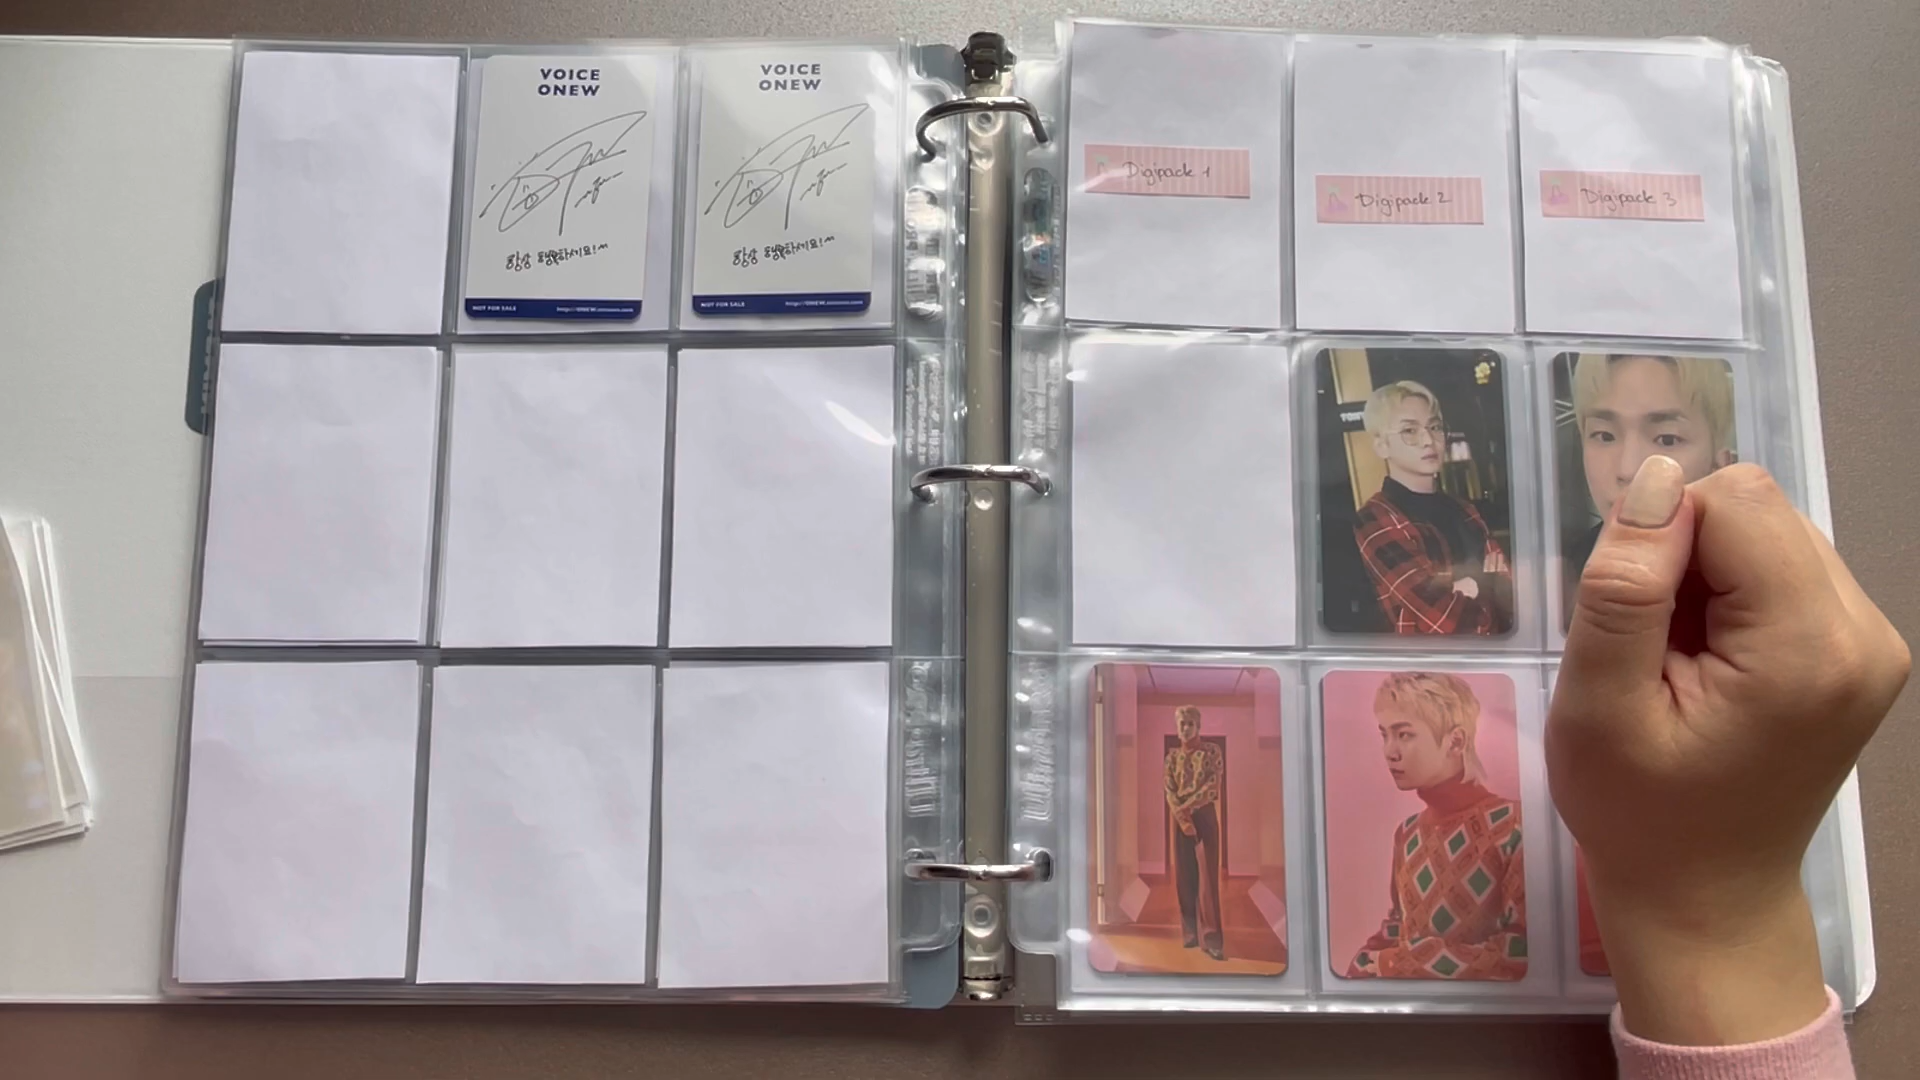 VOICE
ONEW
항상 행복하세요!^^
NOT FOR SALE
VOICE
ONEW
항상 행복하세요!^^
NOT FOR SALE
Digipack 1
Digipack 2
Digipack 3